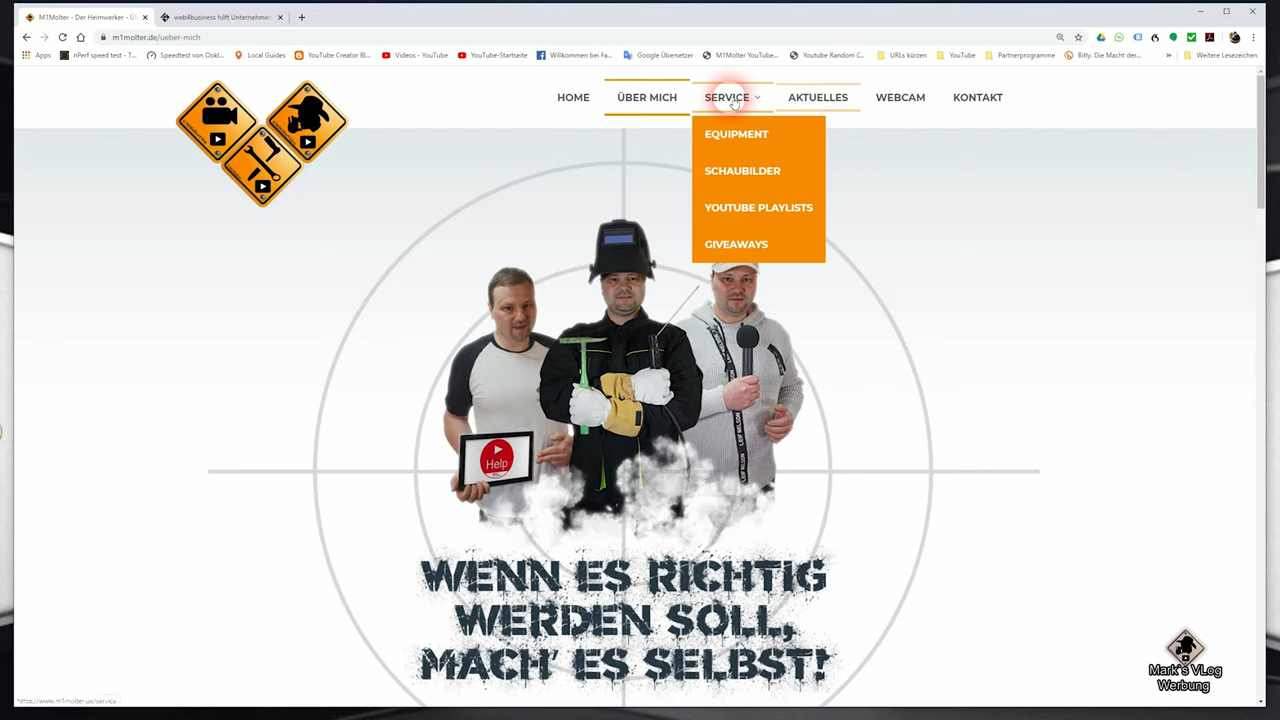 M1Molter - Der Heimwerker - Ü
web4business hilft Unternehme
m1molter.de/ueber-mich
Apps
nPerf speed test - T...
Speedtest von Ookl...
Local Guides
YouTube Creator Bl...
Videos - YouTube
YouTube-Startseite
Willkommen bei Fa...
Google Übersetzer
M1Molter YouTube...
Youtube Random C...
URLs kürzen
YouTube
Partnerprogramme
Bitly. Die Macht der...
»
Weitere Lesezeichen
HOME
ÜBER MICH
SERVICE
AKTUELLES
WEBCAM
KONTAKT
EQUIPMENT
SCHAUBILDER
YOUTUBE PLAYLISTS
GIVEAWAYS
Help
LEIF NELSON
WENN ES RICHTIG
WERDEN SOLL,
MACH' ES SELBST!
Mark's VLog
Werbung
https://www.m1molter.de/service